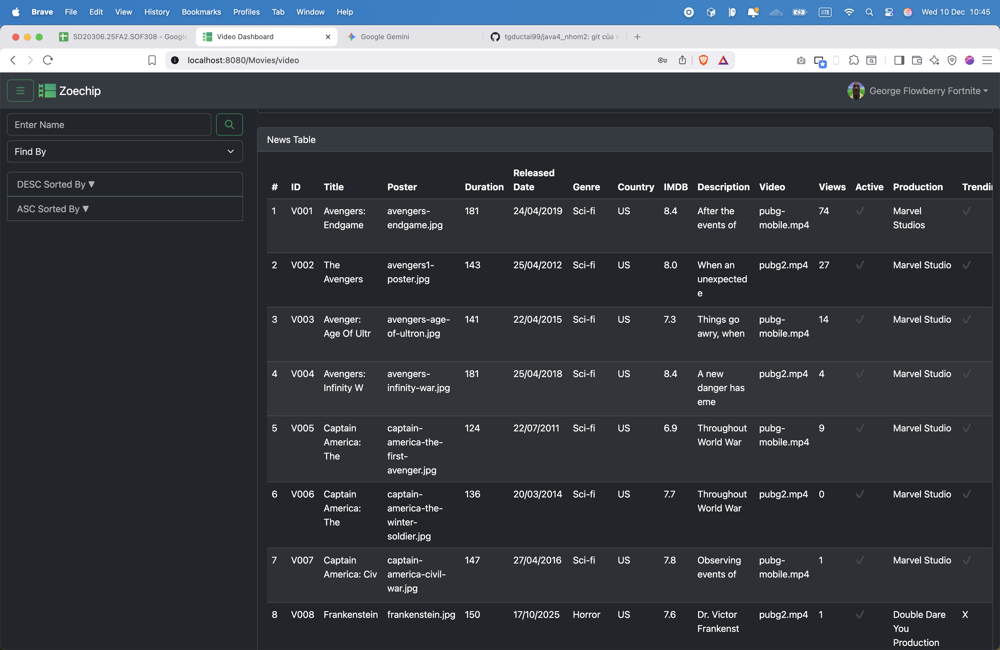 Brave File Edit View History Bookmarks Profiles Tab Window Help VITX Wed 10 Dec 10:45
SD20306.25FA2.SOF308 - Google Video Dashboard Google Gemini tgductai99/java4_nhom2: git của
localhost:8080/Movies/video
Zoechip George Flowberry Fortnite
Enter Name
Find By
DESC Sorted By ▼
ASC Sorted By ▼
News Table
# ID Title Poster Duration Released Date Genre Country IMDB Description Video Views Active Production Trendin
1 V001 Avengers: Endgame avengers-endgame.jpg 181 24/04/2019 Sci-fi US 8.4 After the events of pubg-mobile.mp4 74 ✓ Marvel Studios ✓
2 V002 The Avengers avengers1-poster.jpg 143 25/04/2012 Sci-fi US 8.0 When an unexpected e pubg2.mp4 27 ✓ Marvel Studio ✓
3 V003 Avenger: Age Of Ultr avengers-age-of-ultron.jpg 141 22/04/2015 Sci-fi US 7.3 Things go awry, when pubg-mobile.mp4 14 ✓ Marvel Studio ✓
4 V004 Avengers: Infinity W avengers-infinity-war.jpg 181 25/04/2018 Sci-fi US 8.4 A new danger has eme pubg2.mp4 4 ✓ Marvel Studio ✓
5 V005 Captain America: The captain-america-the-first-avenger.jpg 124 22/07/2011 Sci-fi US 6.9 Throughout World War pubg-mobile.mp4 9 ✓ Marvel Studio ✓
6 V006 Captain America: The captain-america-the-winter-soldier.jpg 136 20/03/2014 Sci-fi US 7.7 Throughout World War pubg2.mp4 0 ✓ Marvel Studio ✓
7 V007 Captain America: Civ captain-america-civil-war.jpg 147 27/04/2016 Sci-fi US 7.8 Observing events of pubg-mobile.mp4 1 ✓ Marvel Studio ✓
8 V008 Frankenstein frankenstein.jpg 150 17/10/2025 Horror US 7.6 Dr. Victor Frankenst pubg2.mp4 1 ✓ Double Dare You Production X